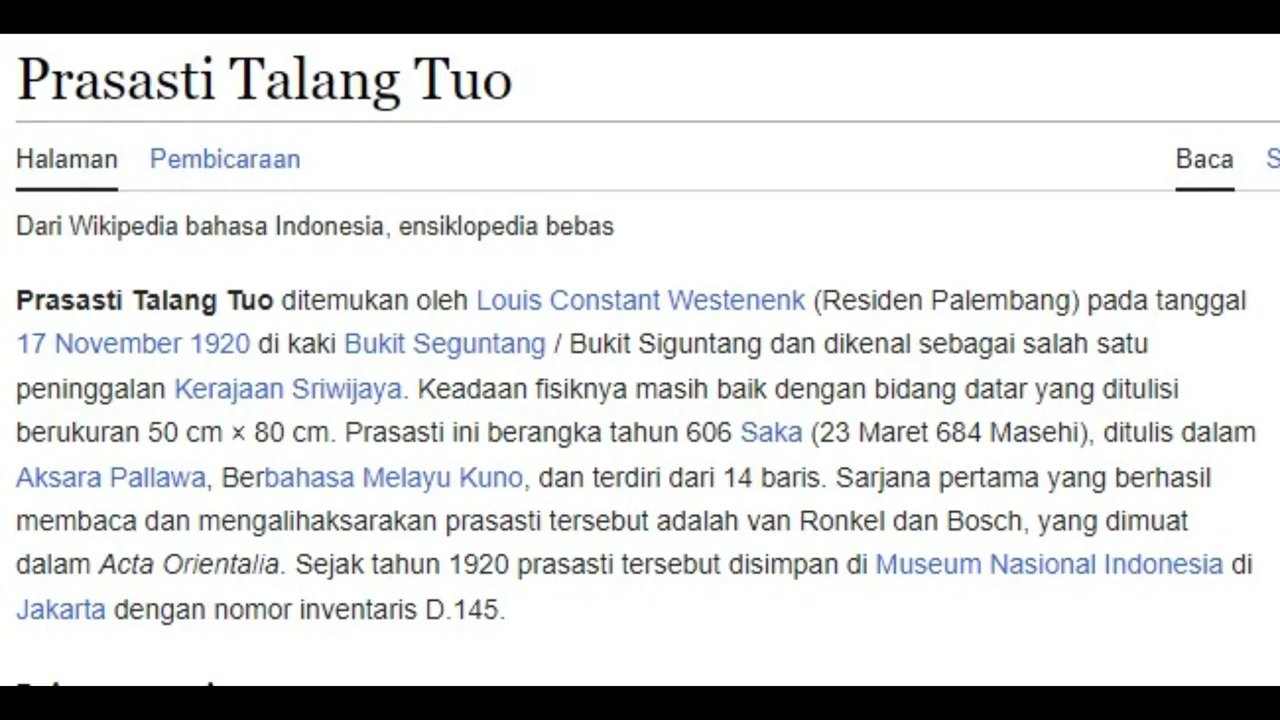 Prasasti Talang Tuo
Halaman Pembicaraan Baca
Dari Wikipedia bahasa Indonesia, ensiklopedia bebas
Prasasti Talang Tuo ditemukan oleh Louis Constant Westenenk (Residen Palembang) pada tanggal
17 November 1920 di kaki Bukit Seguntang / Bukit Siguntang dan dikenal sebagai salah satu
peninggalan Kerajaan Sriwijaya. Keadaan fisiknya masih baik dengan bidang datar yang ditulisi
berukuran 50 cm × 80 cm. Prasasti ini berangka tahun 606 Saka (23 Maret 684 Masehi), ditulis dalam
Aksara Pallawa, Berbahasa Melayu Kuno, dan terdiri dari 14 baris. Sarjana pertama yang berhasil
membaca dan mengalihaksarakan prasasti tersebut adalah van Ronkel dan Bosch, yang dimuat
dalam Acta Orientalia. Sejak tahun 1920 prasasti tersebut disimpan di Museum Nasional Indonesia di
Jakarta dengan nomor inventaris D.145.